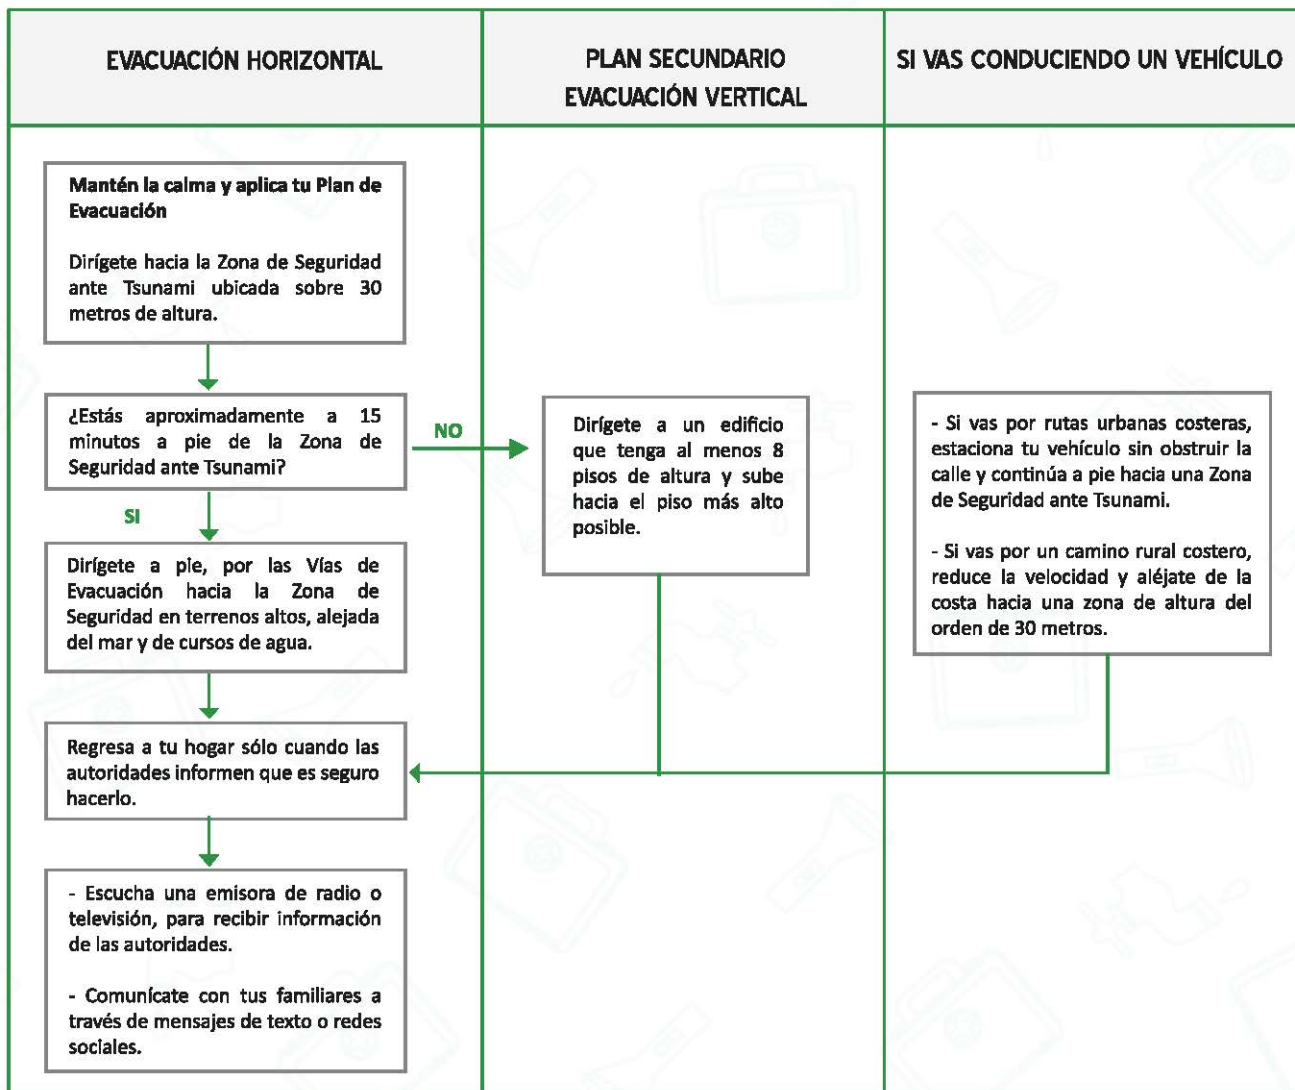 EVACUACIÓN HORIZONTAL
PLAN SECUNDARIO
EVACUACIÓN VERTICAL
SI VAS CONDUCIENDO UN VEHÍCULO
Mantén la calma y aplica tu Plan de
Evacuación
Dirígete hacia la Zona de Seguridad
ante Tsunami ubicada sobre 30
metros de altura.
¿Estás aproximadamente a 15
minutos a pie de la Zona de
Seguridad ante Tsunami?
NO
SI
Dirígete a pie, por las Vías de
Evacuación hacia la Zona de
Seguridad en terrenos altos, alejada
del mar y de cursos de agua.
Regresa a tu hogar sólo cuando las
autoridades informen que es seguro
hacerlo.
- Escucha una emisora de radio o
televisión, para recibir información
de las autoridades.
- Comunícate con tus familiares a
través de mensajes de texto o redes
sociales.
Dirígete a un edificio
que tenga al menos 8
pisos de altura y sube
hacia el piso más alto
posible.
- Si vas por rutas urbanas costeras,
estaciona tu vehículo sin obstruir la
calle y continúa a pie hacia una Zona
de Seguridad ante Tsunami.
- Si vas por un camino rural costero,
reduce la velocidad y aléjate de la
costa hacia una zona de altura del
orden de 30 metros.